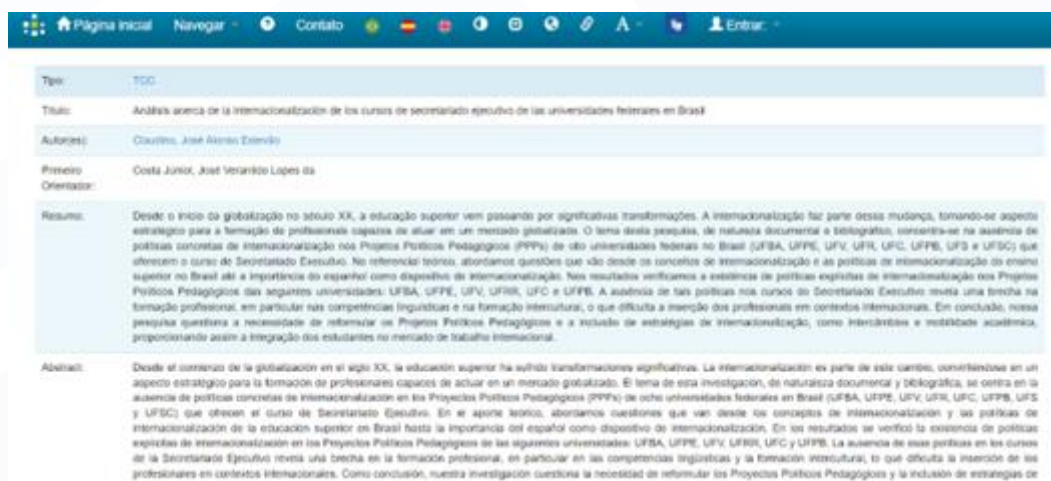 Página inicial Navegar Contato A Entrar:
Tipo: TCC
Título: Análisis acerca de la internacionalización de los cursos de secretariado ejecutivo de las universidades federales en Brasil
Autor(es): José Alonso
Primeiro Costa Júnior, José Veranildo Lopes da
Orientador:
Resumo: Desde o início da globalização no século XX, a educação superior vem passando por significativas transformações. A internacionalização faz parte dessa mudança, tornando-se aspecto
estratégico para a formação de profissionais capazes de atuar em um mercado globalizado. O tema desta pesquisa, de natureza documental e bibliográfico, concentra-se na ausência de
políticas concretas de internacionalização nos Projetos Políticos Pedagógicos (PPPs) de oito universidades federais no Brasil (UFBA, UFPE, UFV, UFR, UFC, UFPB, UFS e UFSC) que
oferecem o curso de Secretariado Executivo. No referencial teórico, abordamos questões que vão desde os conceitos de internacionalização e as políticas de internacionalização do ensino
superior no Brasil até a importância do espanhol como dispositivo de internacionalização. Nos resultados verificamos a existência de políticas explícitas de internacionalização nos Projetos
Políticos Pedagógicos das seguintes universidades: UFBA, UFPE, UFV, UFRR, UFC e UFPB. A ausência de tais políticas nos cursos do Secretariado Executivo revela uma brecha na
formação profissional, em particular nas competências linguísticas e na formação intercultural, o que dificulta a inserção dos profissionais em contextos internacionais. Em conclusão, nossa
pesquisa questiona a necessidade de reformular os Projetos Políticos Pedagógicos e a inclusão de estratégias de internacionalização, como intercâmbios e mobilidade acadêmica,
proporcionando assim a integração dos estudantes no mercado de trabalho internacional.
Abstract: Desde el comienzo de la globalización en el siglo XX, la educación superior ha sufrido transformaciones significativas. La internacionalización es parte de este cambio, convirtiéndose en un
aspecto estratégico para la formación de profesionales capaces de actuar en un mercado globalizado. El tema de esta investigación, de naturaleza documental y bibliográfica, se centra en la
ausencia de políticas concretas de internacionalización en los Proyectos Políticos Pedagógicos (PPPs) de ocho universidades federales en Brasil (UFBA, UFPE, UFV, UFR, UFC, UFPB, UFS
y UFSC) que ofrecen el curso de Secretariado Ejecutivo. En el aporte teórico, abordamos cuestiones que van desde los conceptos de internacionalización y las políticas de
internacionalización de la educación superior en Brasil hasta la importancia del español como dispositivo de internacionalización. En los resultados se verificó la existencia de políticas
explícitas de internacionalización en los Proyectos Políticos Pedagógicos de las siguientes universidades: UFBA, UFPE, UFV, UFRR, UFC y UFPB. La ausencia de esas políticas en los cursos
de la Secretariado Ejecutivo revela una brecha en la formación profesional, en particular en las competencias lingüísticas y la formación intercultural, lo que dificulta la inserción de los
profesionales en contextos internacionales. Como conclusión, nuestra investigación cuestiona la necesidad de reformular los Proyectos Políticos Pedagógicos y la inclusión de estrategias de